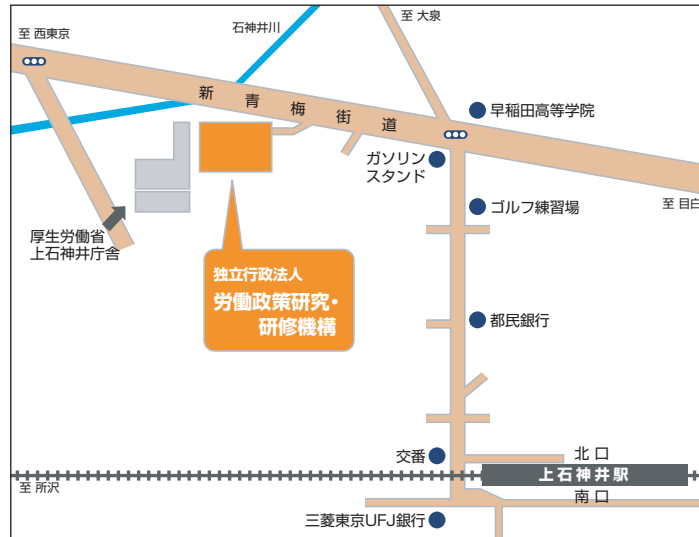 至 西東京
石神井川
至 大泉
新青梅街道
早稲田高等学院
ガソリン
スタンド
ゴルフ練習場
至 目白
厚生労働省
上石神井庁舎
独立行政法人
労働政策研究・
研修機構
都民銀行
交番
北口
上石神井駅
至 所沢
南口
三菱東京UFJ銀行